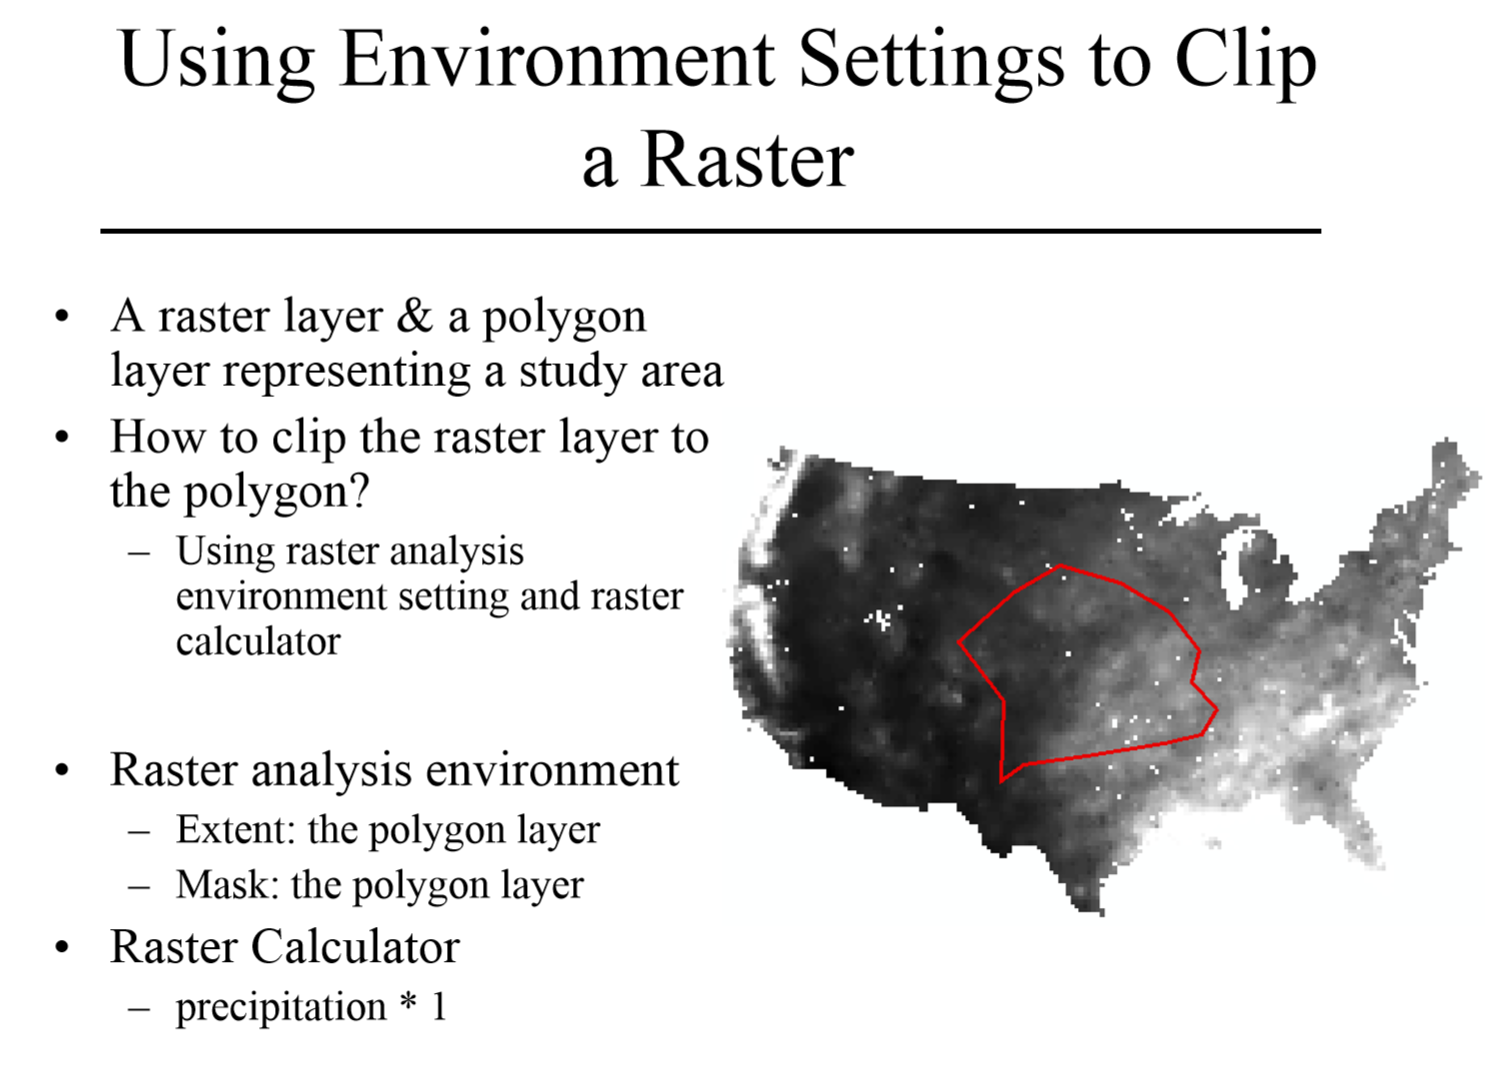 Using Environment Settings to Clip
a Raster
• A raster layer & a polygon
layer representing a study area
• How to clip the raster layer to
the polygon?
– Using raster analysis
environment setting and raster
calculator
• Raster analysis environment
– Extent: the polygon layer
– Mask: the polygon layer
• Raster Calculator
– precipitation * 1